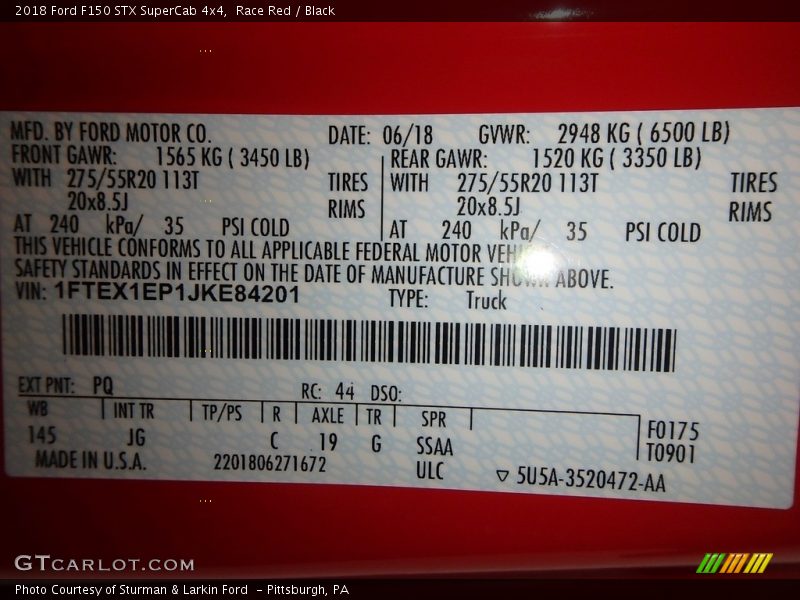 2018 Ford F150 STX SuperCab 4x4,  Race Red / Black
MFD. BY FORD MOTOR CO. DATE: 06/18 GVWR: 2948 KG ( 6500 LB)
FRONT GAWR: 1565 KG ( 3450 LB) REAR GAWR: 1520 KG ( 3350 LB)
WITH 275/55R20 113T TIRES WITH 275/55R20 113T TIRES
20x8.5J RIMS 20x8.5J RIMS
AT 240 kPa/ 35 PSI COLD AT 240 kPa/ 35 PSI COLD
THIS VEHICLE CONFORMS TO ALL APPLICABLE FEDERAL MOTOR VEHICLE
SAFETY STANDARDS IN EFFECT ON THE DATE OF MANUFACTURE SHOWN ABOVE.
VIN: 1FTEX1EP1JKE84201 TYPE: Truck
EXT PNT: PQ RC: 44 DSO:
WB INT TR TP/PS R AXLE TR SPR F0175
145 JG C 19 G SSAA T0901
MADE IN U.S.A. 2201806271672 ULC ▽ 5U5A-3520472-AA
GTCARLOT.COM
Photo Courtesy of Sturman & Larkin Ford  - Pittsburgh, PA